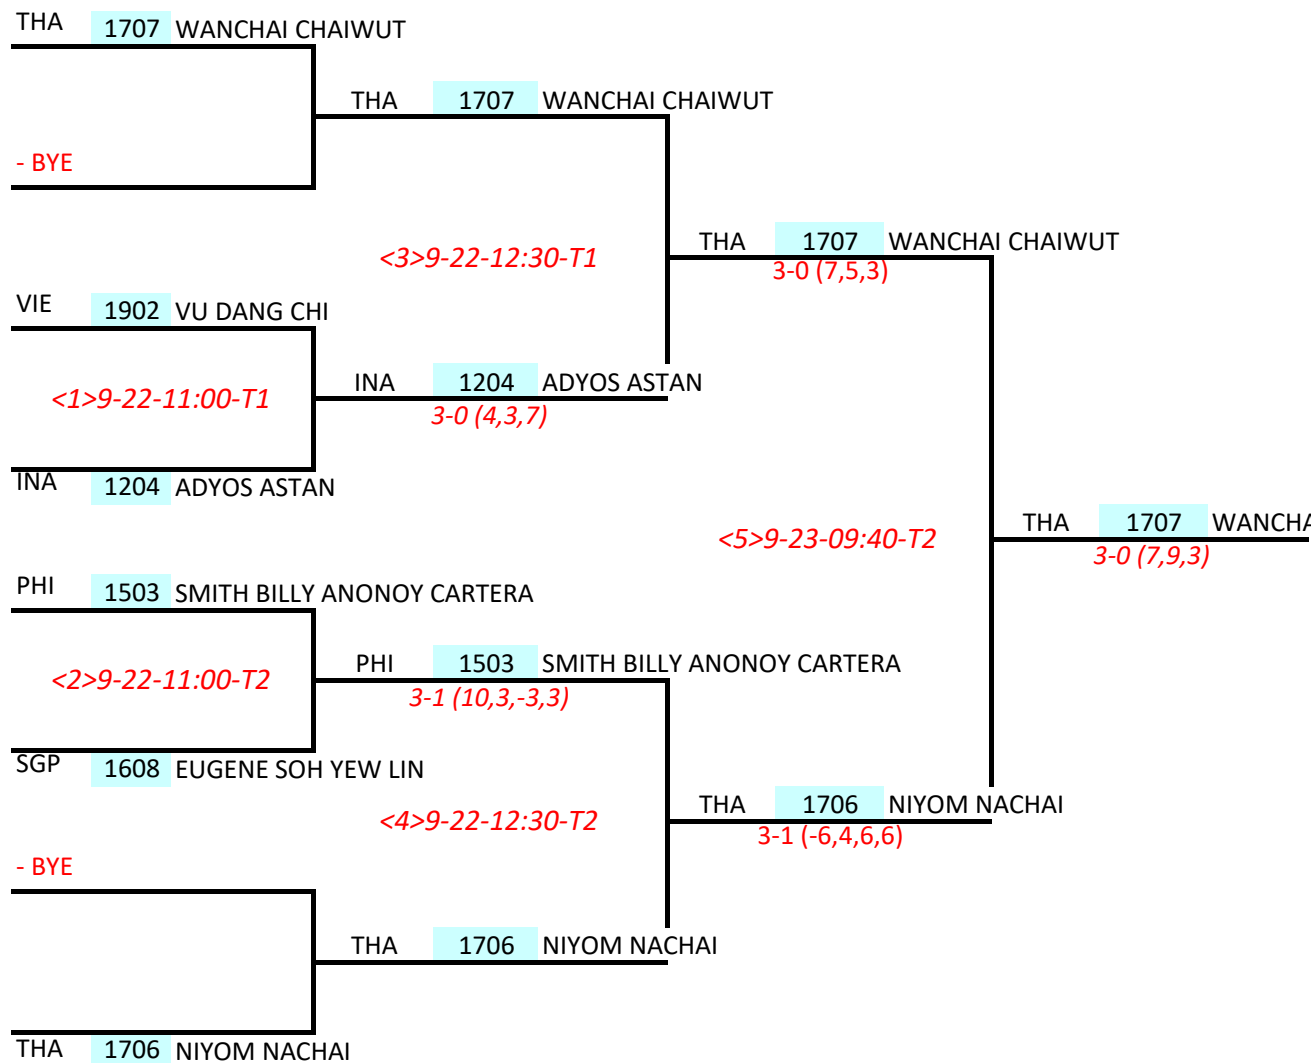 THA 1707 WANCHAI CHAIWUT
THA 1707 WANCHAI CHAIWUT
- BYE
THA 1707 WANCHAI CHAIWUT
<3>9-22-12:30-T1
3-0 (7,5,3)
VIE 1902 VU DANG CHI
INA 1204 ADYOS ASTAN
<1>9-22-11:00-T1
3-0 (4,3,7)
INA 1204 ADYOS ASTAN
THA 1707 WANCHA
<5>9-23-09:40-T2
3-0 (7,9,3)
PHI 1503 SMITH BILLY ANONOY CARTERA
PHI 1503 SMITH BILLY ANONOY CARTERA
<2>9-22-11:00-T2
3-1 (10,3,-3,3)
SGP 1608 EUGENE SOH YEW LIN
THA 1706 NIYOM NACHAI
<4>9-22-12:30-T2
3-1 (-6,4,6,6)
- BYE
THA 1706 NIYOM NACHAI
THA 1706 NIYOM NACHAI